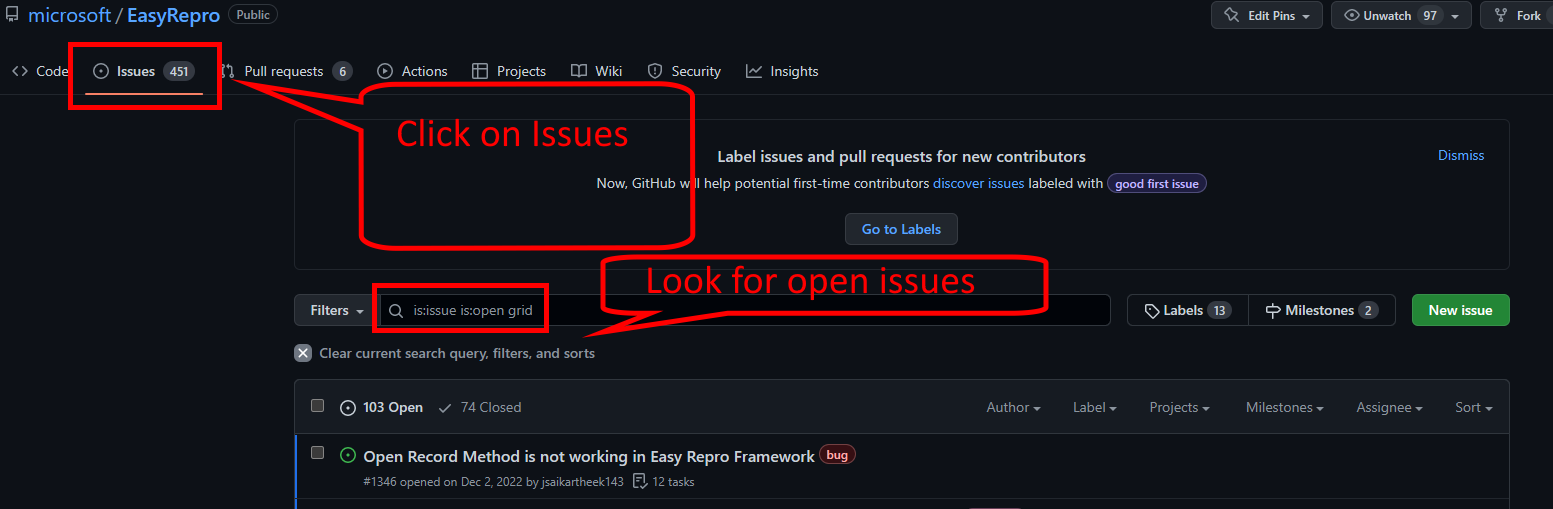 microsoft / EasyRepro Public
Edit Pins
Unwatch 97
Fork
Code
Issues 451
Pull requests 6
Actions
Projects
Wiki
Security
Insights
Click on Issues
Label issues and pull requests for new contributors
Dismiss
Now, GitHub will help potential first-time contributors discover issues labeled with good first issue
Go to Labels
Look for open issues
Filters
is:issue is:open grid
Labels 13
Milestones 2
New issue
Clear current search query, filters, and sorts
103 Open
74 Closed
Author
Label
Projects
Milestones
Assignee
Sort
Open Record Method is not working in Easy Repro Framework bug
#1346 opened on Dec 2, 2022 by jsaikartheek143 12 tasks